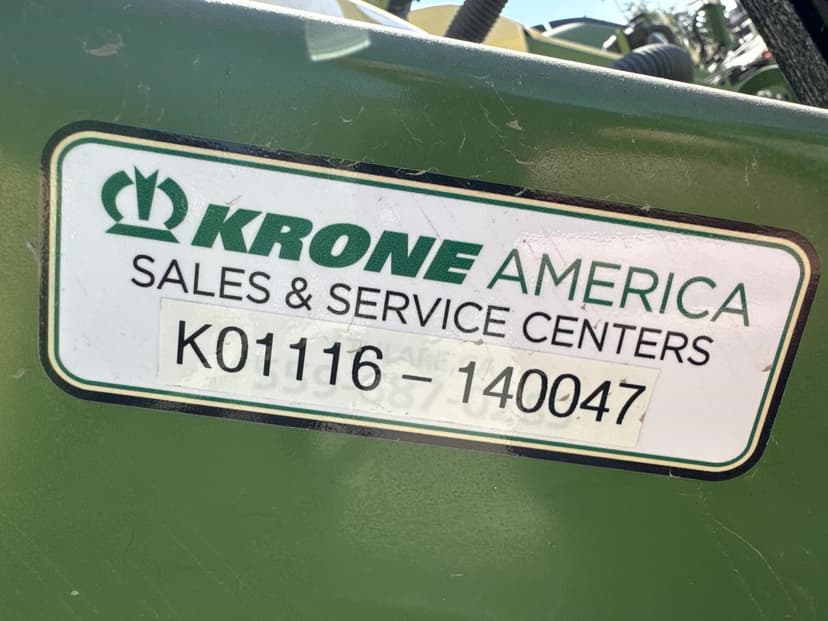 KRONE AMERICA
SALES & SERVICE CENTERS
K01116 - 140047